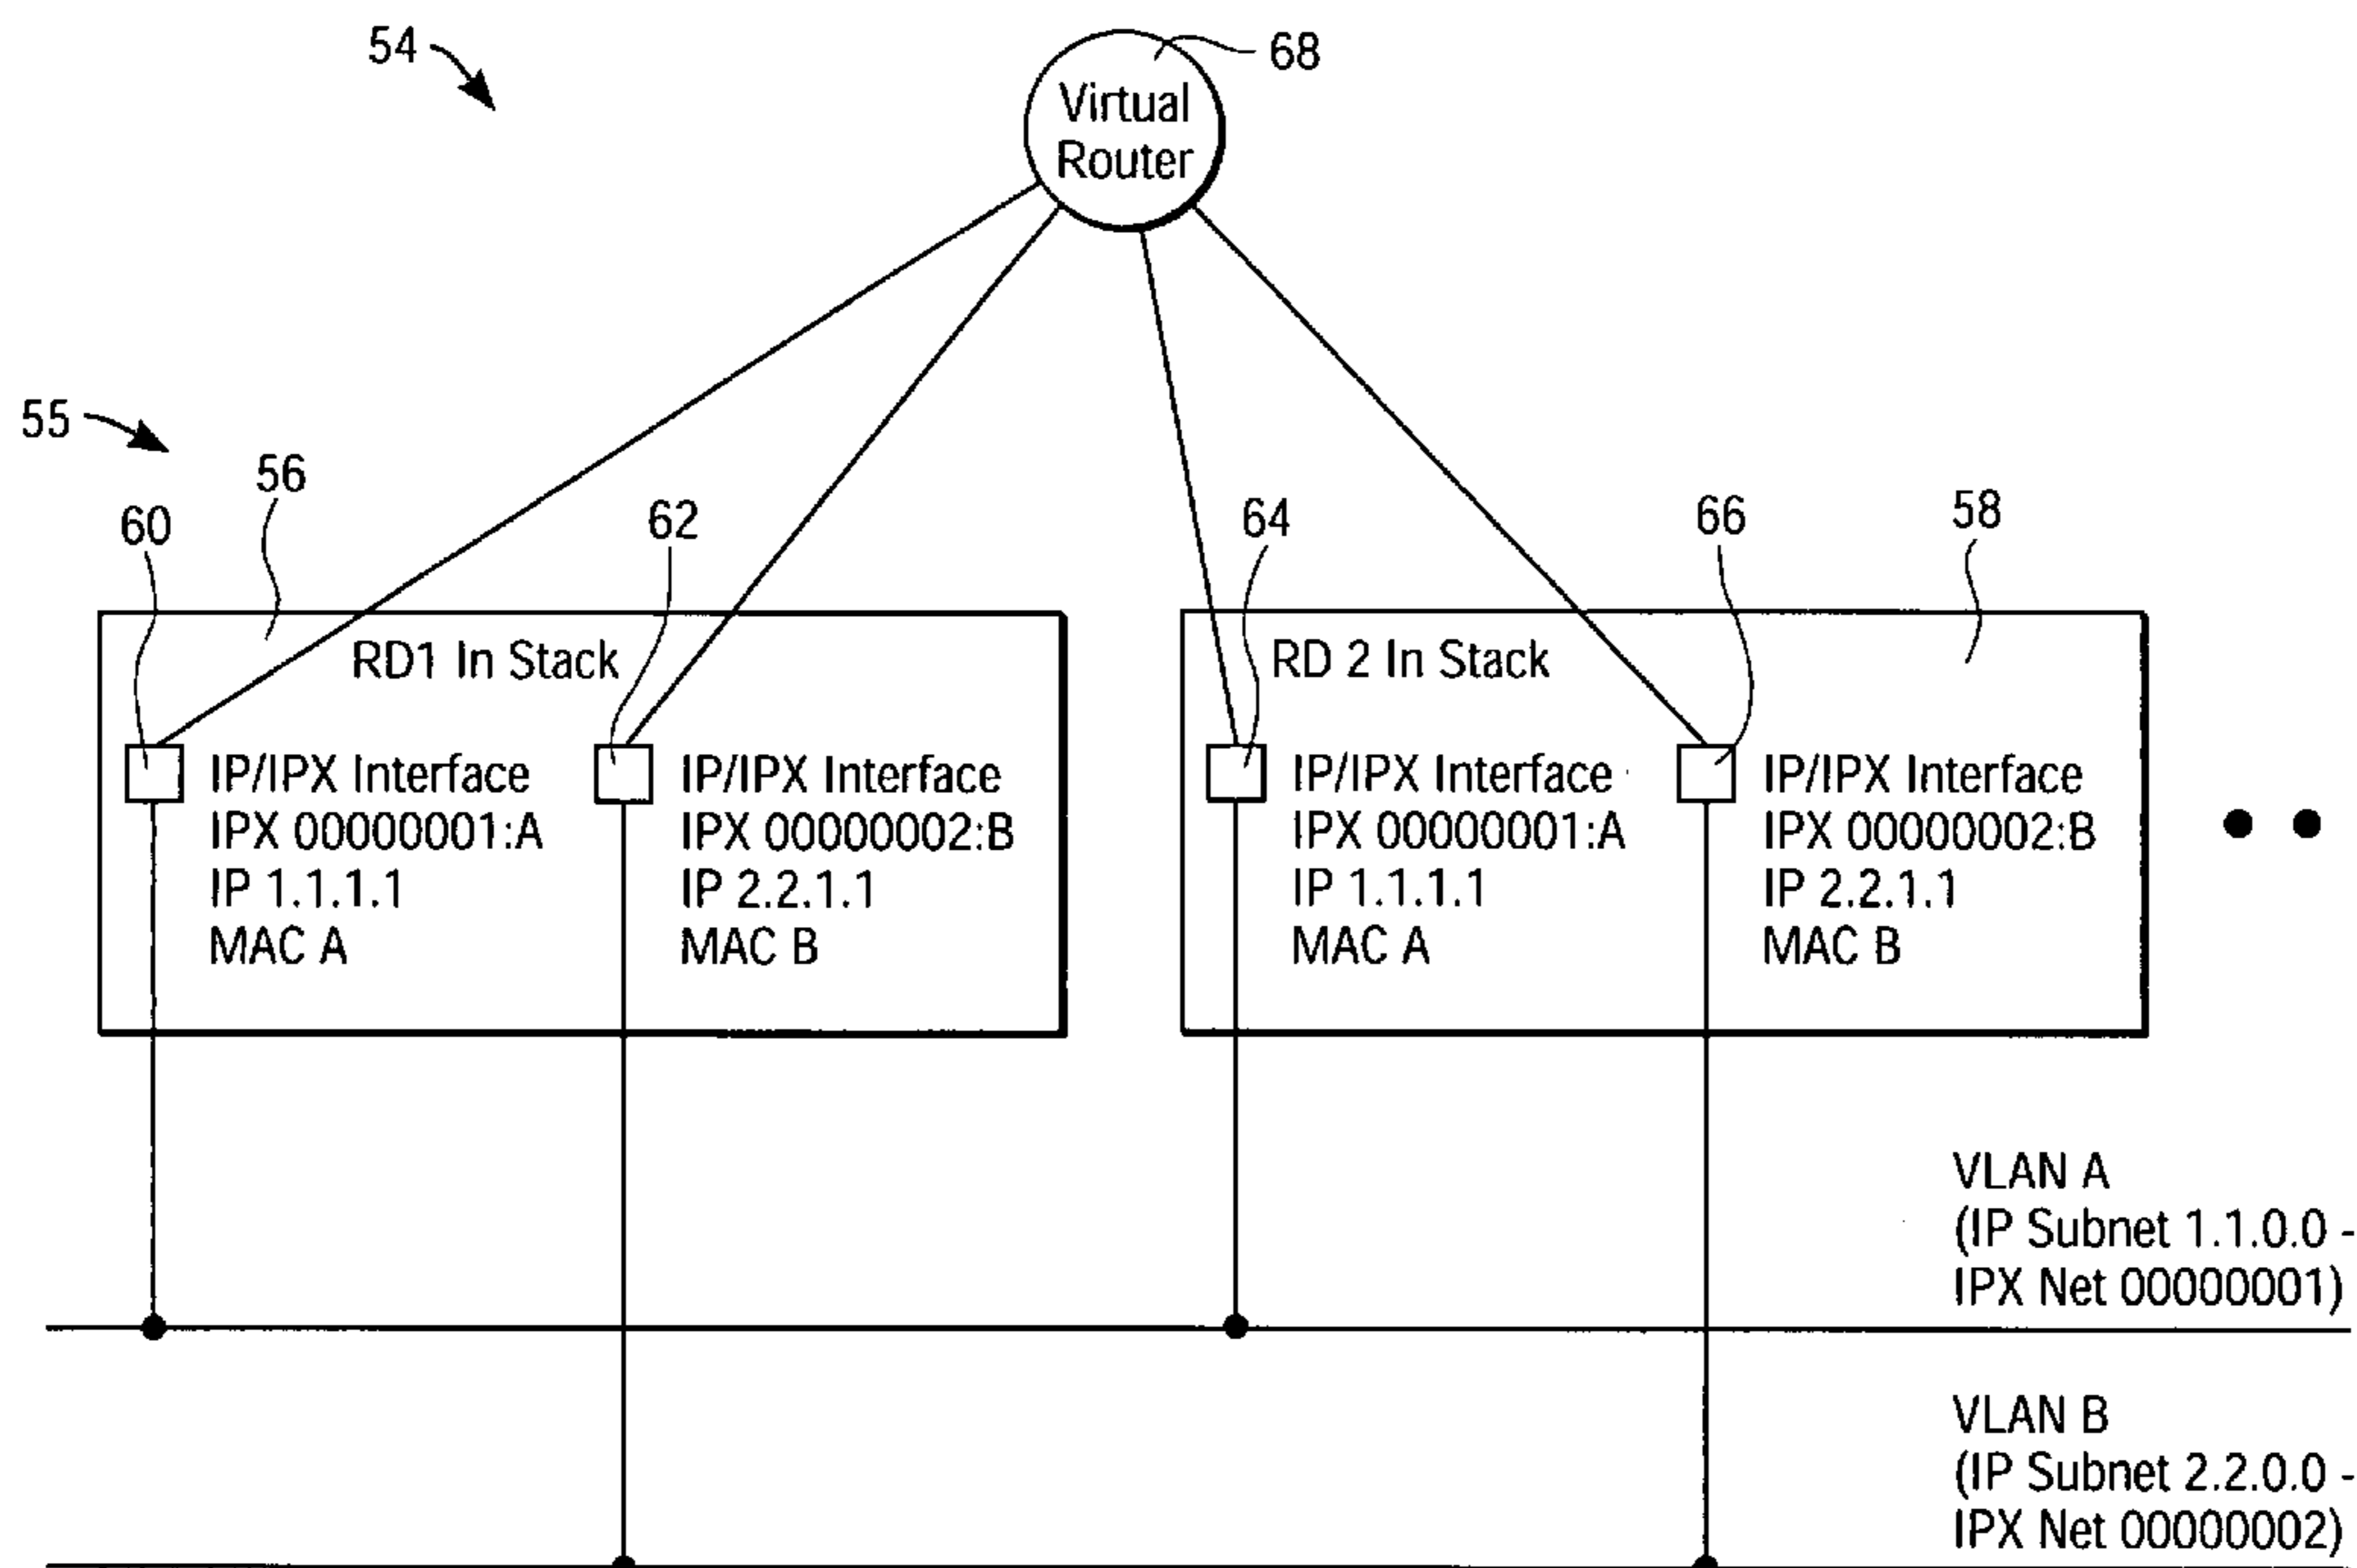 54
68
Virtual
Router
55
56
60
62
64
66
58
RD1 In Stack
IP/IPX Interface
IPX 00000001:A
IP 1.1.1.1
MAC A
IP/IPX Interface
IPX 00000002:B
IP 2.2.1.1
MAC B
RD 2 In Stack
IP/IPX Interface
IPX 00000001:A
IP 1.1.1.1
MAC A
IP/IPX Interface
IPX 00000002:B
IP 2.2.1.1
MAC B
VLAN A
(IP Subnet 1.1.0.0 -
IPX Net 00000001)
VLAN B
(IP Subnet 2.2.0.0 -
IPX Net 00000002)